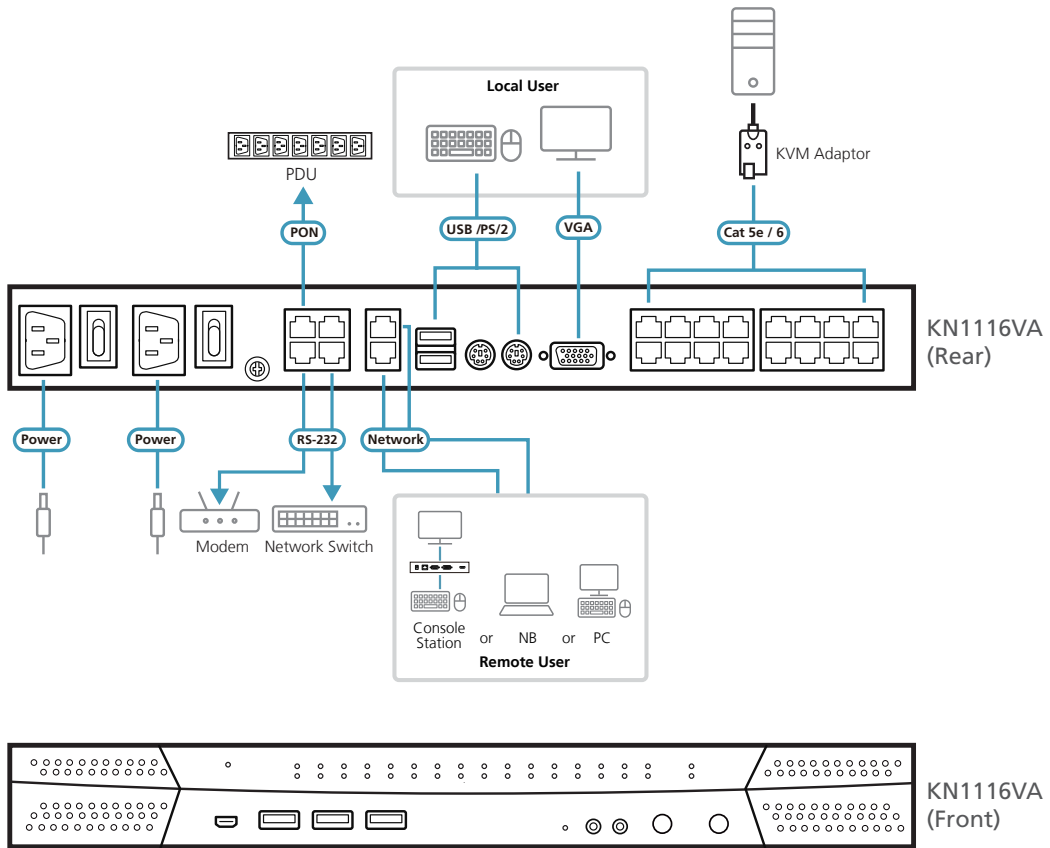 Local User
KVM Adaptor
PDU
PON
USB /PS/2
VGA
Cat 5e / 6
KN1116VA
(Rear)
Power
Power
RS-232
Network
Modem
Network Switch
Console
Station
or
NB
or
PC
Remote User
KN1116VA
(Front)